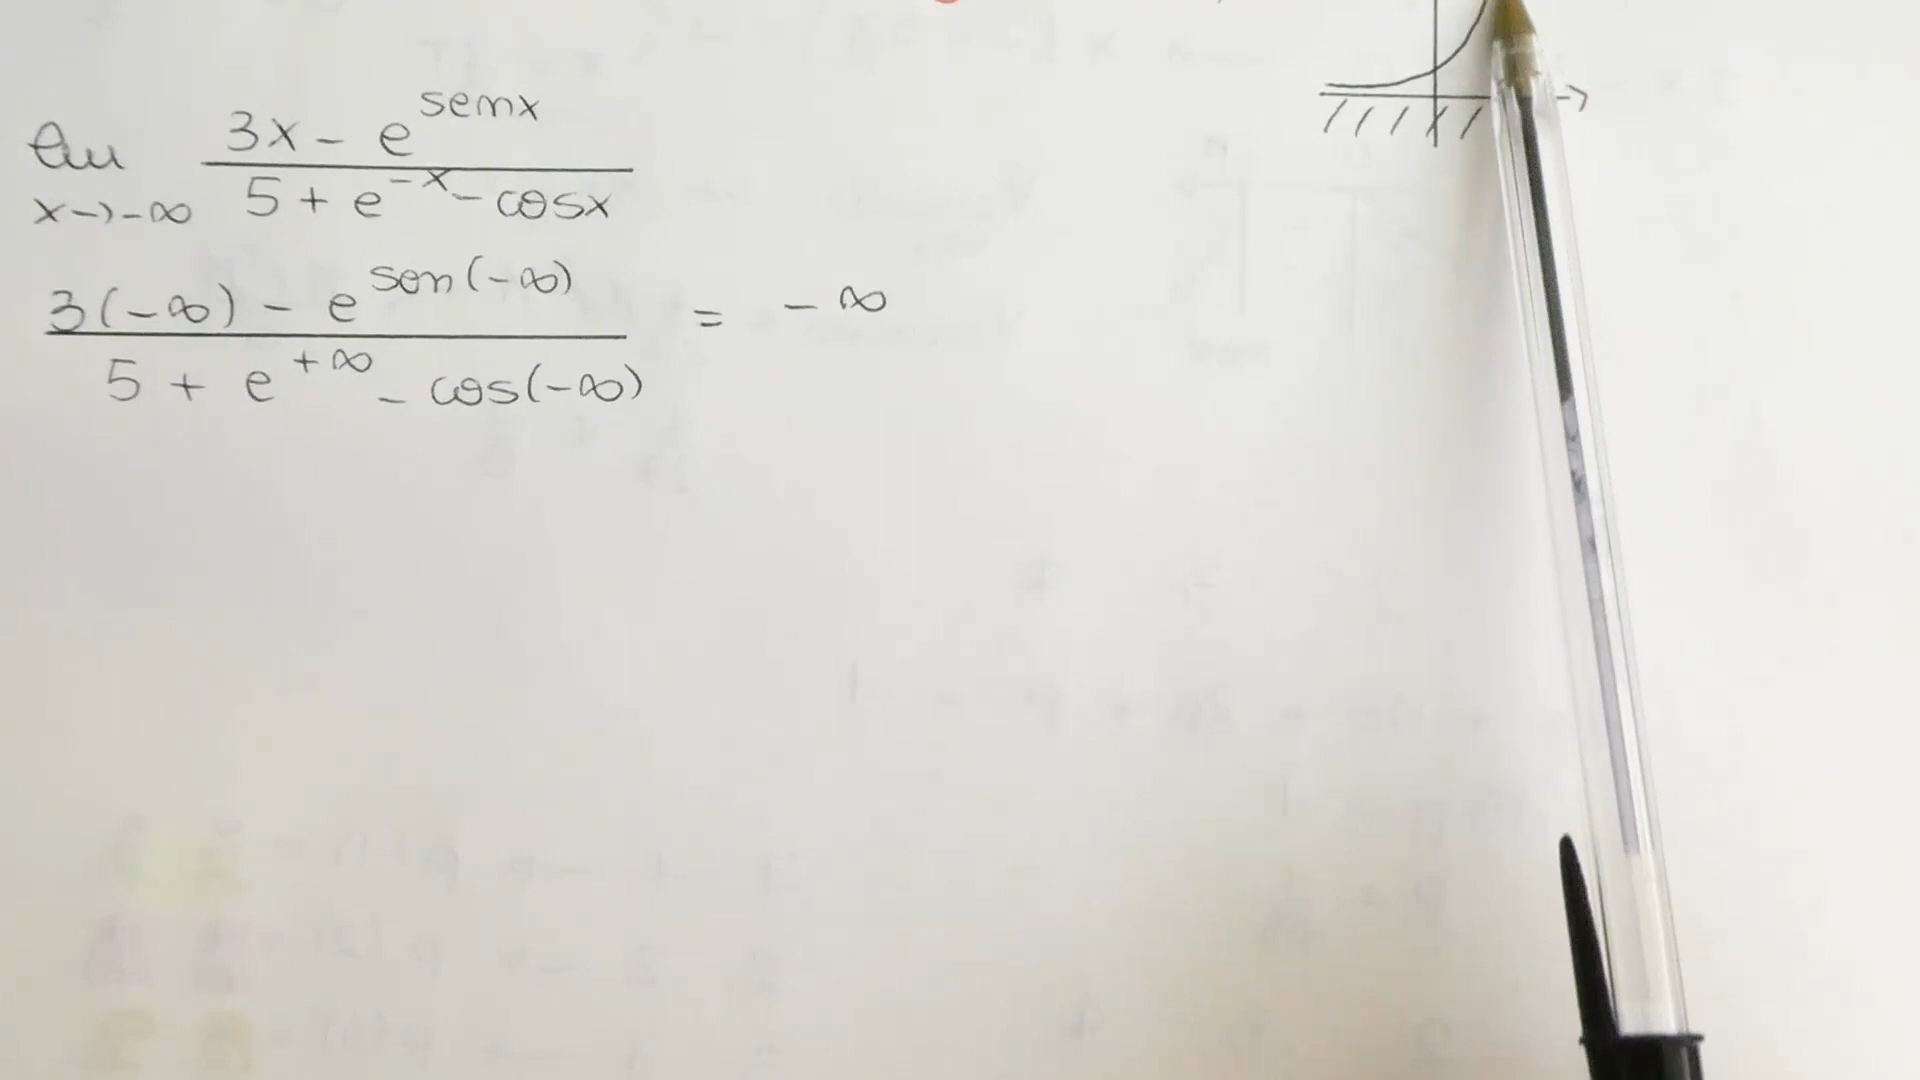 lim 3x - e^senx
x→-∞ 5 + e^-x - cosx
3(-∞) - e^sen(-∞) = -∞
5 + e^+∞ - cos(-∞)